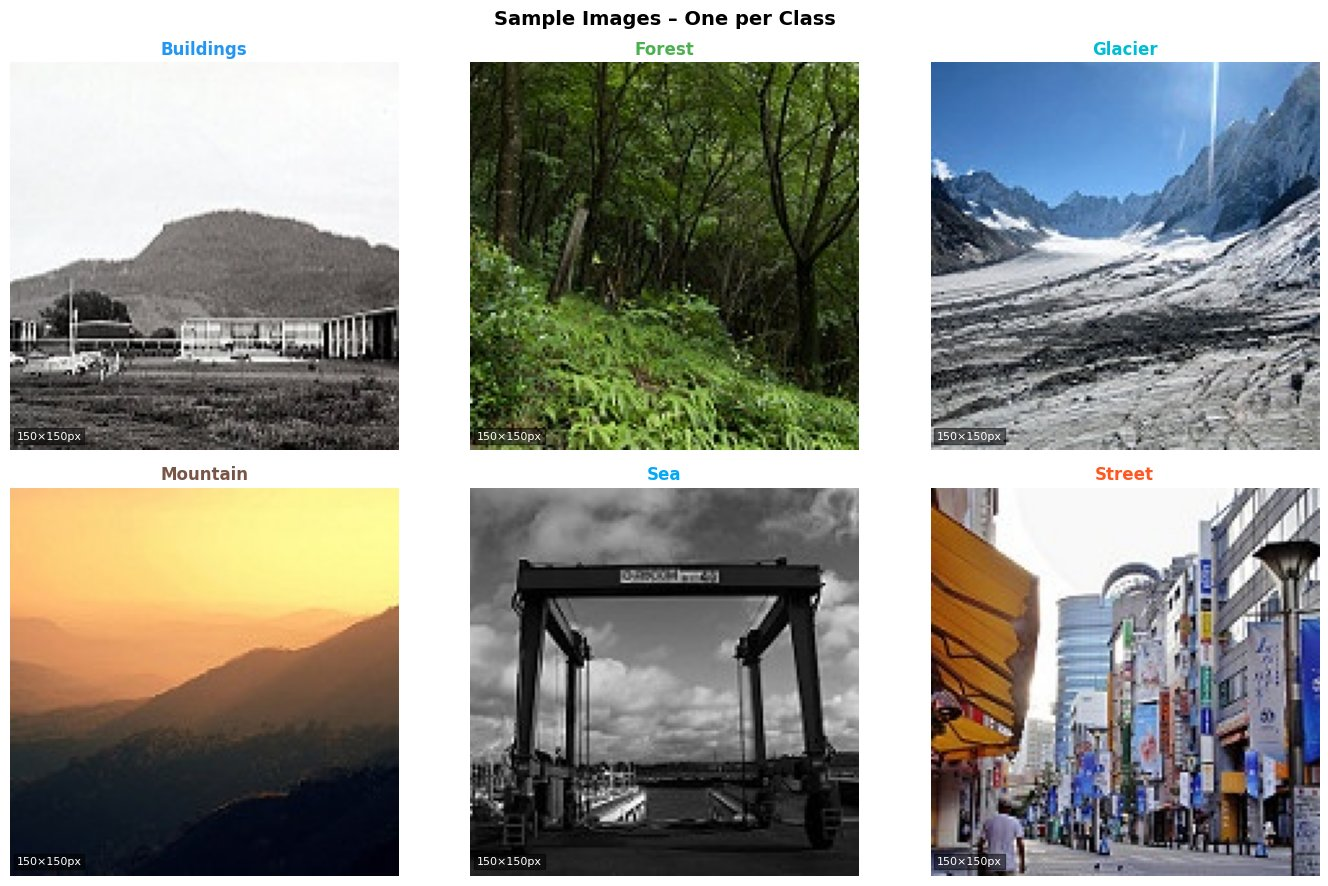 Sample Images – One per Class
Buildings
Forest
Glacier
150×150px
150×150px
150×150px
Mountain
Sea
Street
150×150px
150×150px
150×150px